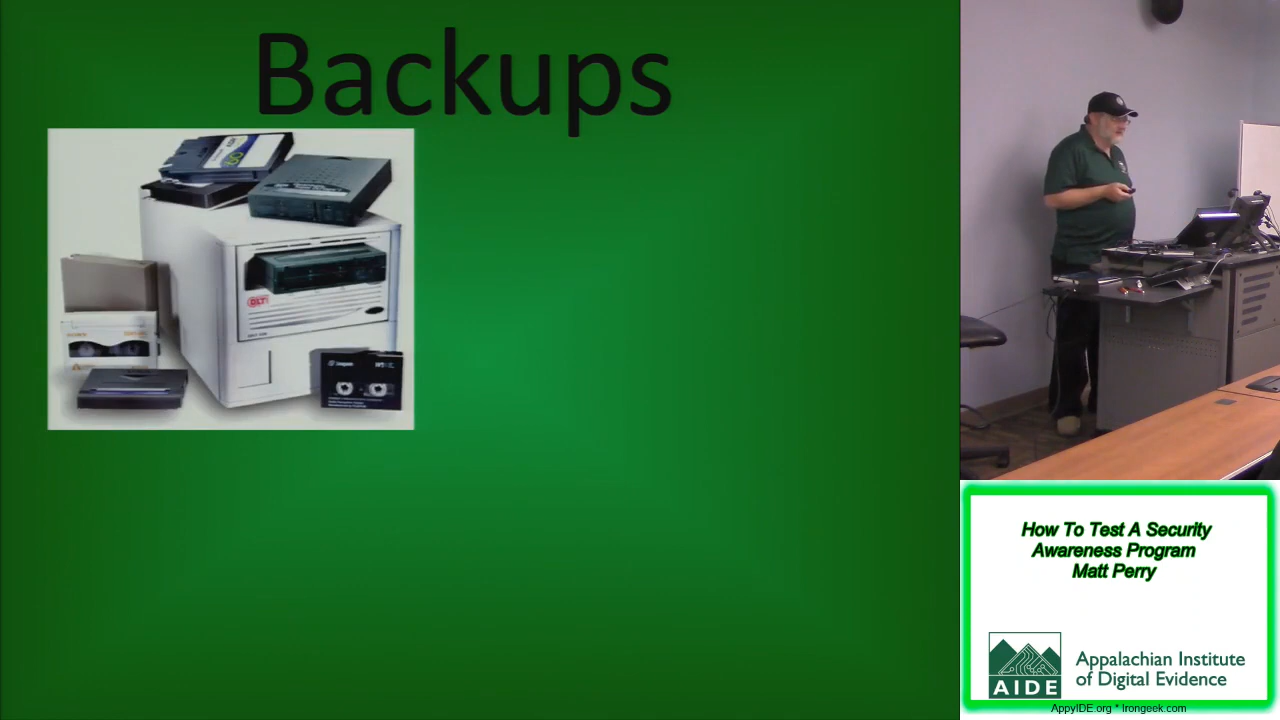 Backups
DLT
How To Test A Security
Awareness Program
Matt Perry
AIDE
Appalachian Institute
of Digital Evidence
AppyIDE.org * Irongeek.com